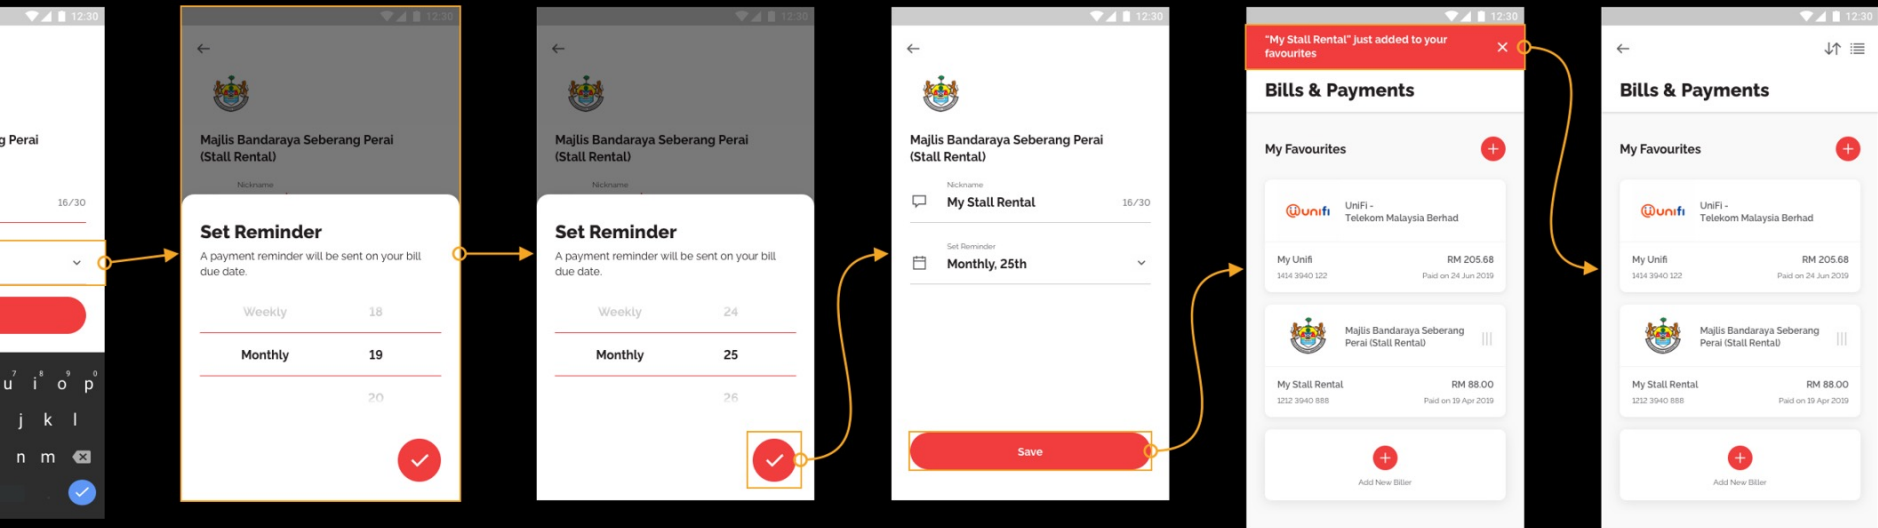 12:30
g Perai
16/30
7 8 9 0
u i o p
j k l
n m
12:30
Majlis Bandaraya Seberang Perai
(Stall Rental)
Nickname
Set Reminder
A payment reminder will be sent on your bill
due date.
Weekly 18
Monthly 19
20
12:30
Majlis Bandaraya Seberang Perai
(Stall Rental)
Nickname
Set Reminder
A payment reminder will be sent on your bill
due date.
Weekly 24
Monthly 25
26
12:30
Majlis Bandaraya Seberang Perai
(Stall Rental)
Nickname
My Stall Rental 16/30
Set Reminder
Monthly, 25th
Save
12:30
"My Stall Rental" just added to your
favourites
Bills & Payments
My Favourites
unifi
UniFi -
Telekom Malaysia Berhad
My Unifi RM 205.68
1414 3940 122 Paid on 24 Jun 2019
Majlis Bandaraya Seberang
Perai (Stall Rental)
My Stall Rental RM 88.00
1212 3940 888 Paid on 19 Apr 2019
Add New Biller
12:30
Bills & Payments
My Favourites
unifi
UniFi -
Telekom Malaysia Berhad
My Unifi RM 205.68
1414 3940 122 Paid on 24 Jun 2019
Majlis Bandaraya Seberang
Perai (Stall Rental)
My Stall Rental RM 88.00
1212 3940 888 Paid on 19 Apr 2019
Add New Biller